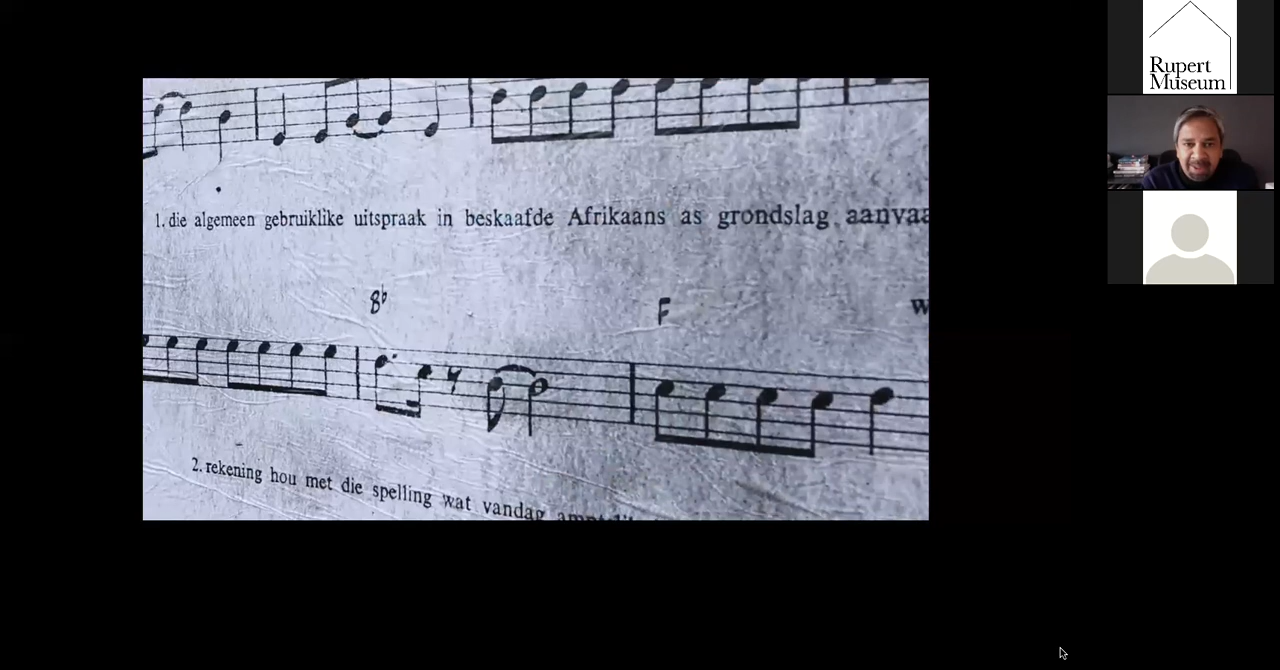 Rupert
Museum
1. die algemeen gebruiklike uitspraak in beskaafde Afrikaans as grondslag
B♭
F
2. rekening hou met die spelling wat vandag